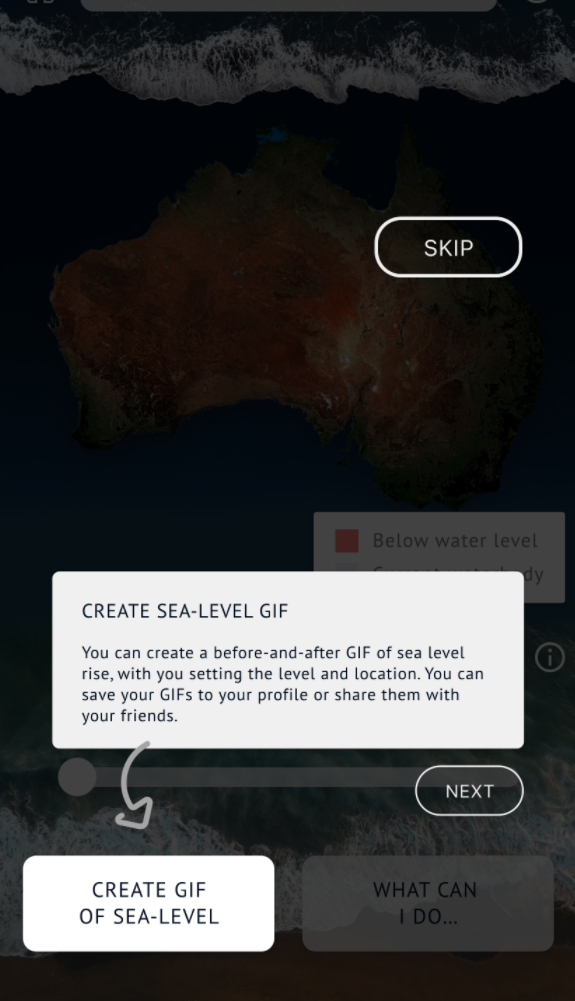 SKIP
Below water level
CREATE SEA-LEVEL GIF
You can create a before-and-after GIF of sea level
rise, with you setting the level and location. You can
save your GIFs to your profile or share them with
your friends.
NEXT
CREATE GIF
OF SEA-LEVEL
WHAT CAN
I DO...